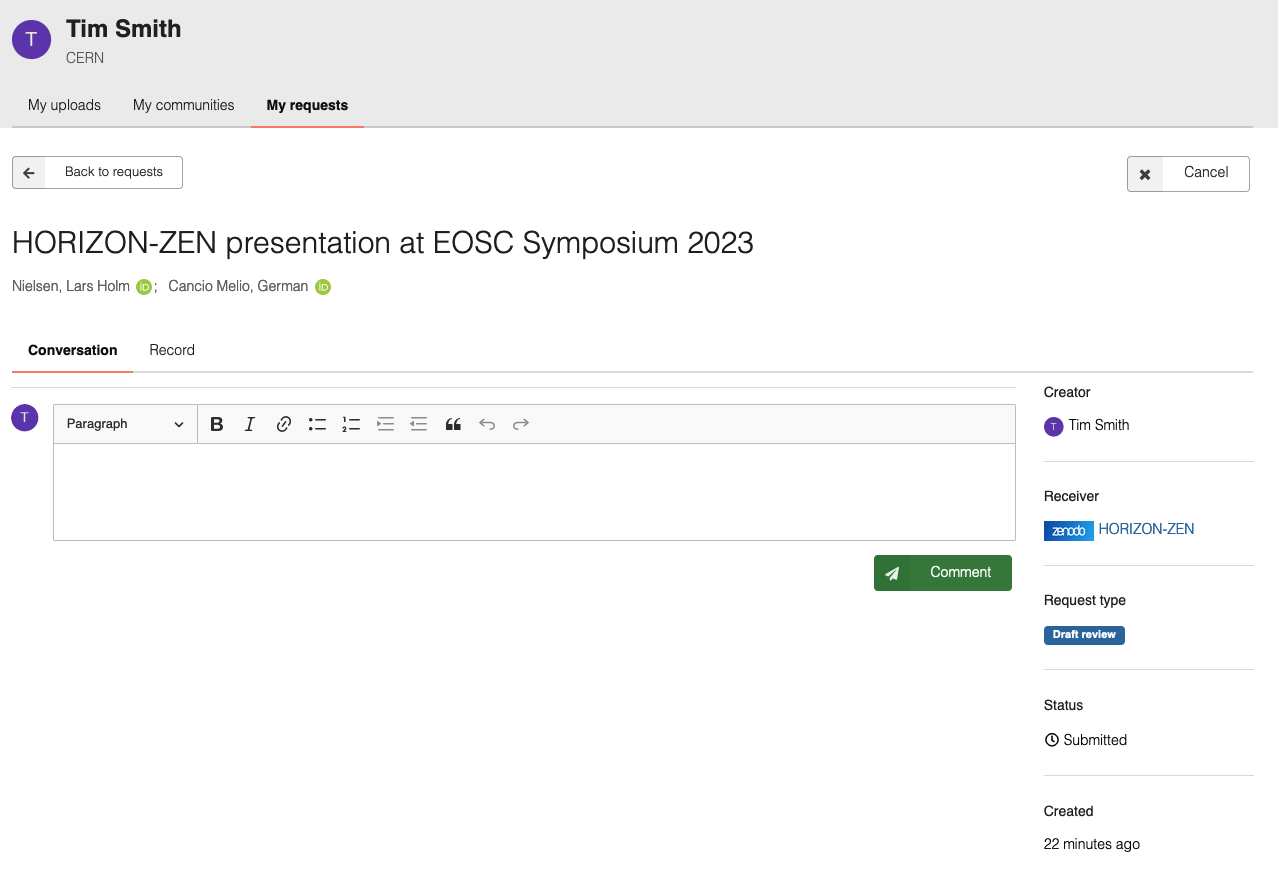 T
Tim Smith
CERN
My uploads My communities My requests
Back to requests
Cancel
HORIZON-ZEN presentation at EOSC Symposium 2023
Nielsen, Lars Holm iD; Cancio Melio, German iD
Conversation Record
T
Paragraph B I
Comment
Creator
T Tim Smith
Receiver
zenodo HORIZON-ZEN
Request type
Draft review
Status
Submitted
Created
22 minutes ago